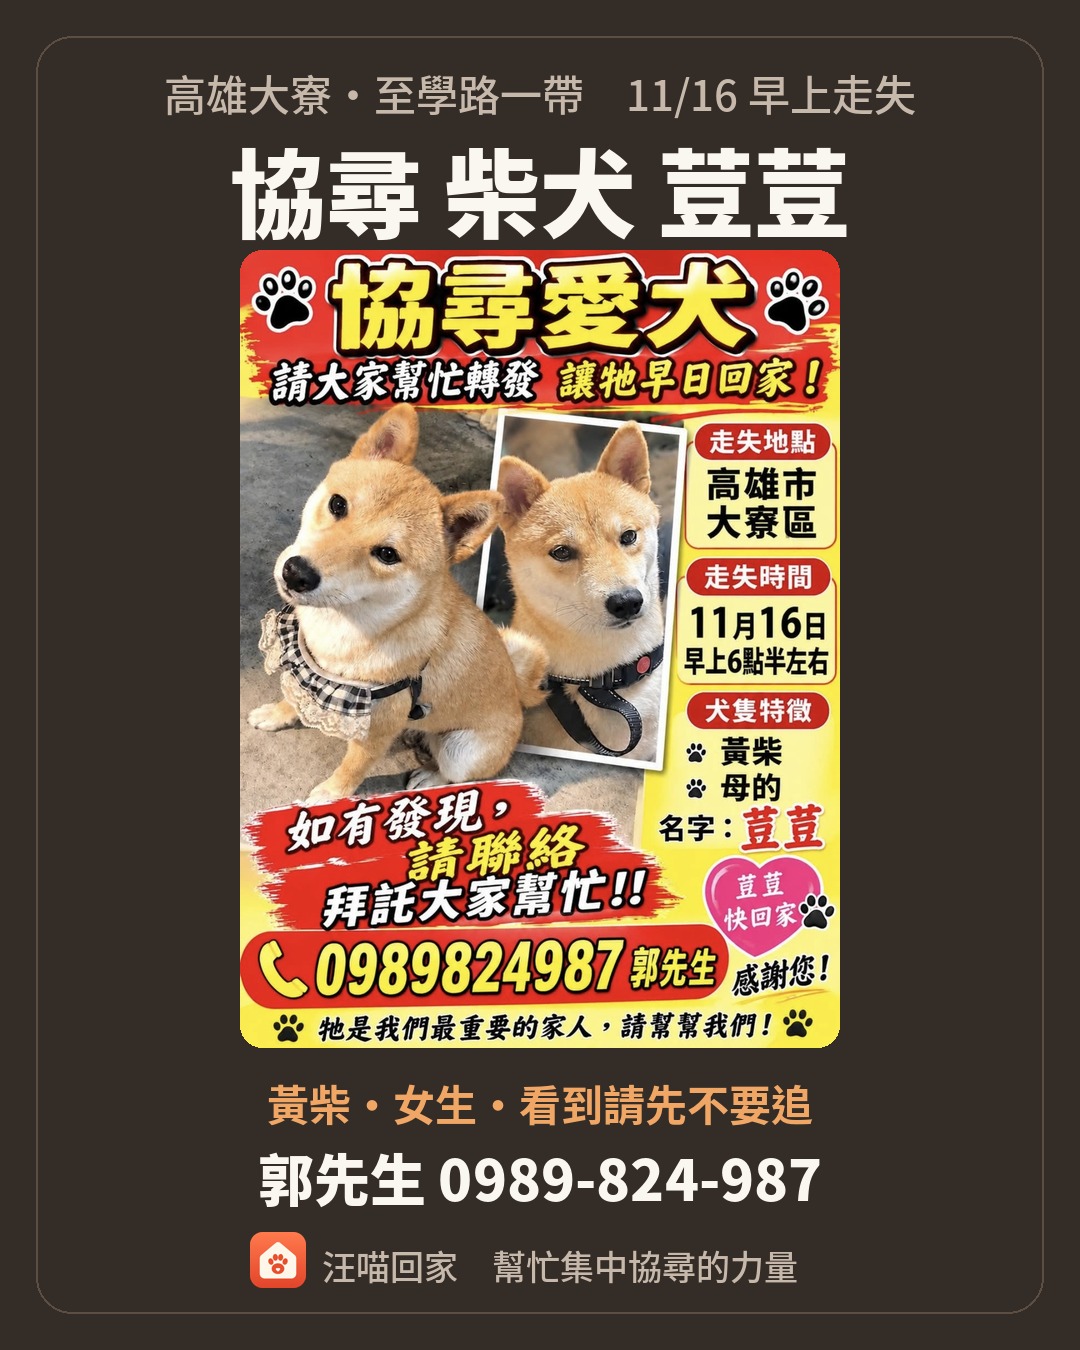 高雄大寮・至學路一帶　11/16 早上走失
協尋 柴犬 荳荳
協尋愛犬
請大家幫忙轉發 讓牠早日回家！
走失地點
高雄市
大寮區
走失時間
11月16日
早上6點半左右
犬隻特徵
黃柴
母的
名字：荳荳
如有發現，
請聯絡
拜託大家幫忙!!
荳荳
快回家
0989824987 郭先生
感謝您!
牠是我們最重要的家人，請幫幫我們！
黃柴・女生・看到請先不要追
郭先生 0989-824-987
汪喵回家　幫忙集中協尋的力量